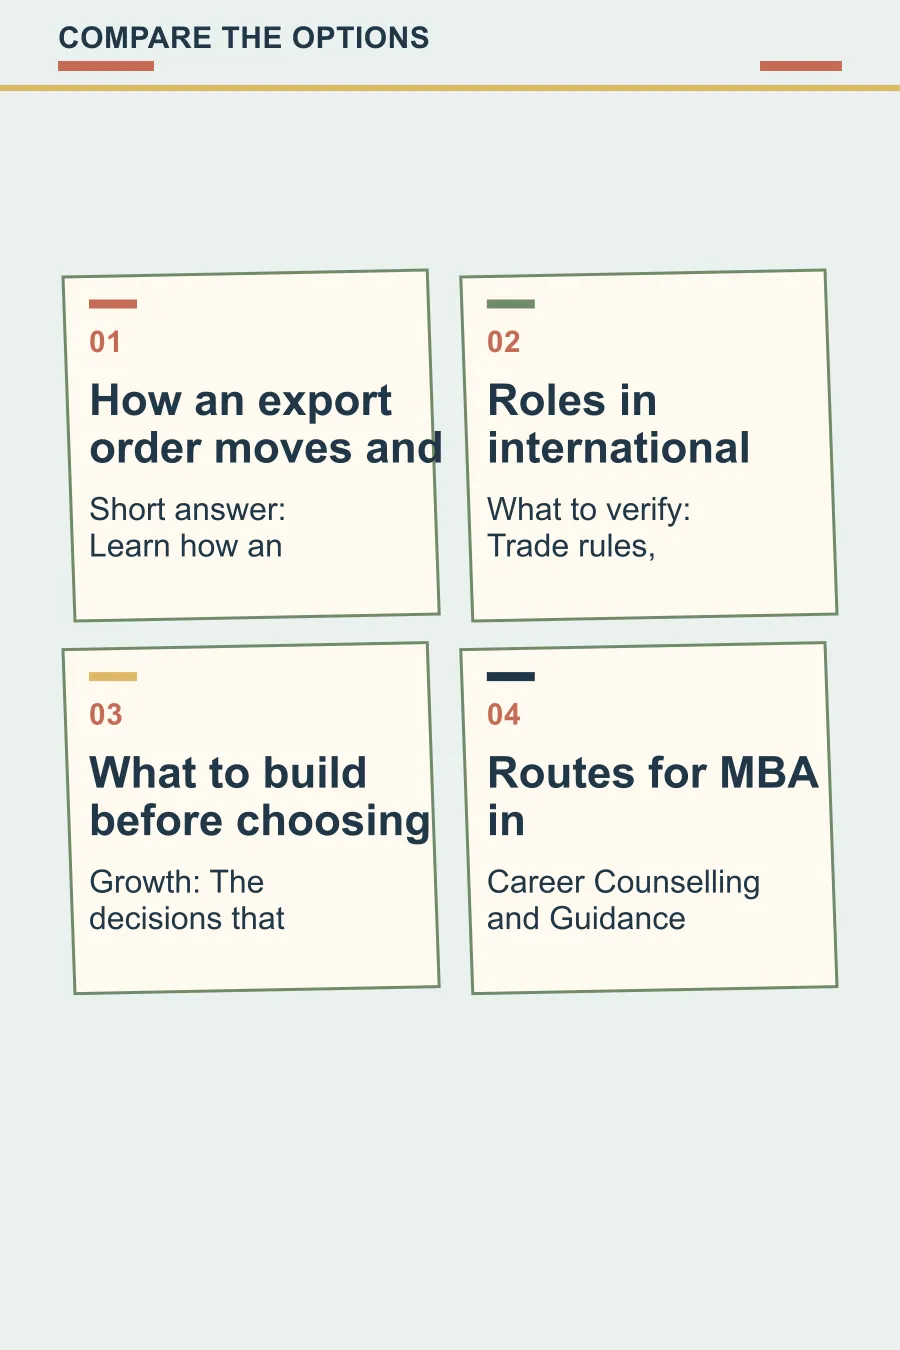 COMPARE THE OPTIONS
01
How an export
order moves and
Short answer:
Learn how an
02
Roles in
international
What to verify:
Trade rules,
03
What to build
before choosing
Growth: The
decisions that
04
Routes for MBA
in
Career Counselling
and Guidance